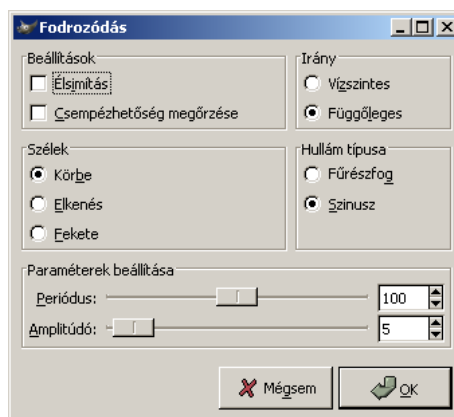 Fodrozódás
Beállítások
Élsimítás
Csempézhetőség megőrzése
Irány
Vízszintes
Függőleges
Szélek
Körbe
Elkenés
Fekete
Hullám típusa
Fűrészfog
Szinusz
Paraméterek beállítása
Periódus: 100
Amplitúdó: 5
Mégsem OK